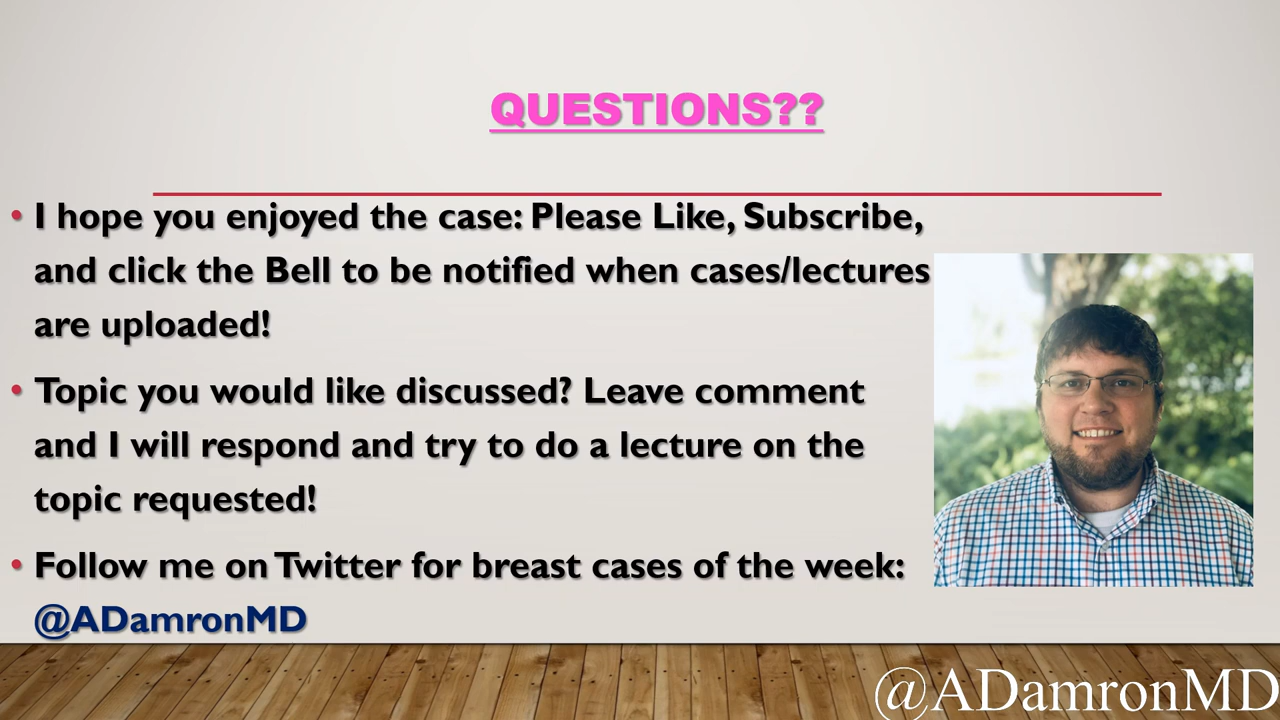 QUESTIONS??
• I hope you enjoyed the case: Please Like, Subscribe,
and click the Bell to be notified when cases/lectures
are uploaded!
• Topic you would like discussed? Leave comment
and I will respond and try to do a lecture on the
topic requested!
• Follow me on Twitter for breast cases of the week:
@ADamronMD
@ADamronMD